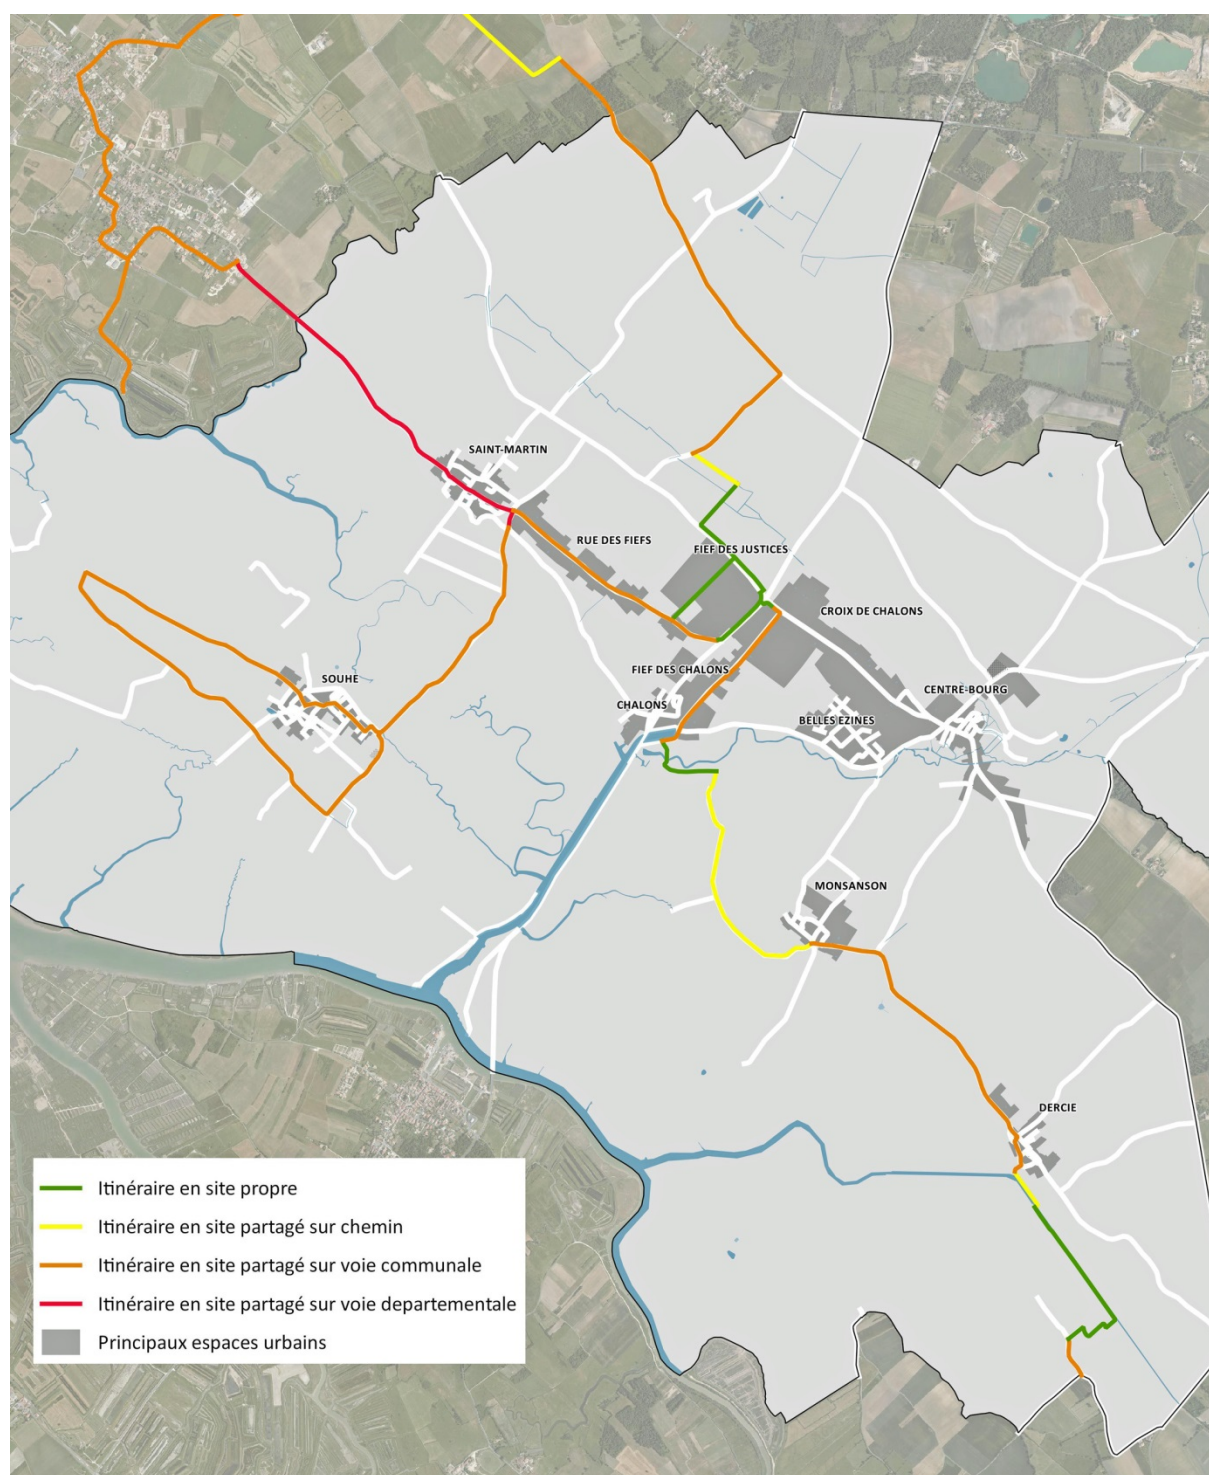 SAINT-MARTIN
RUE DES FIEFS
FIEF DES JUSTICES
CROIX DE CHALONS
SOUHE
FIEF DES CHALONS
CENTRE-BOURG
CHALONS
BELLES EZINES
MONSANSON
DERCIE
Itinéraire en site propre
Itinéraire en site partagé sur chemin
Itinéraire en site partagé sur voie communale
Itinéraire en site partagé sur voie departementale
Principaux espaces urbains